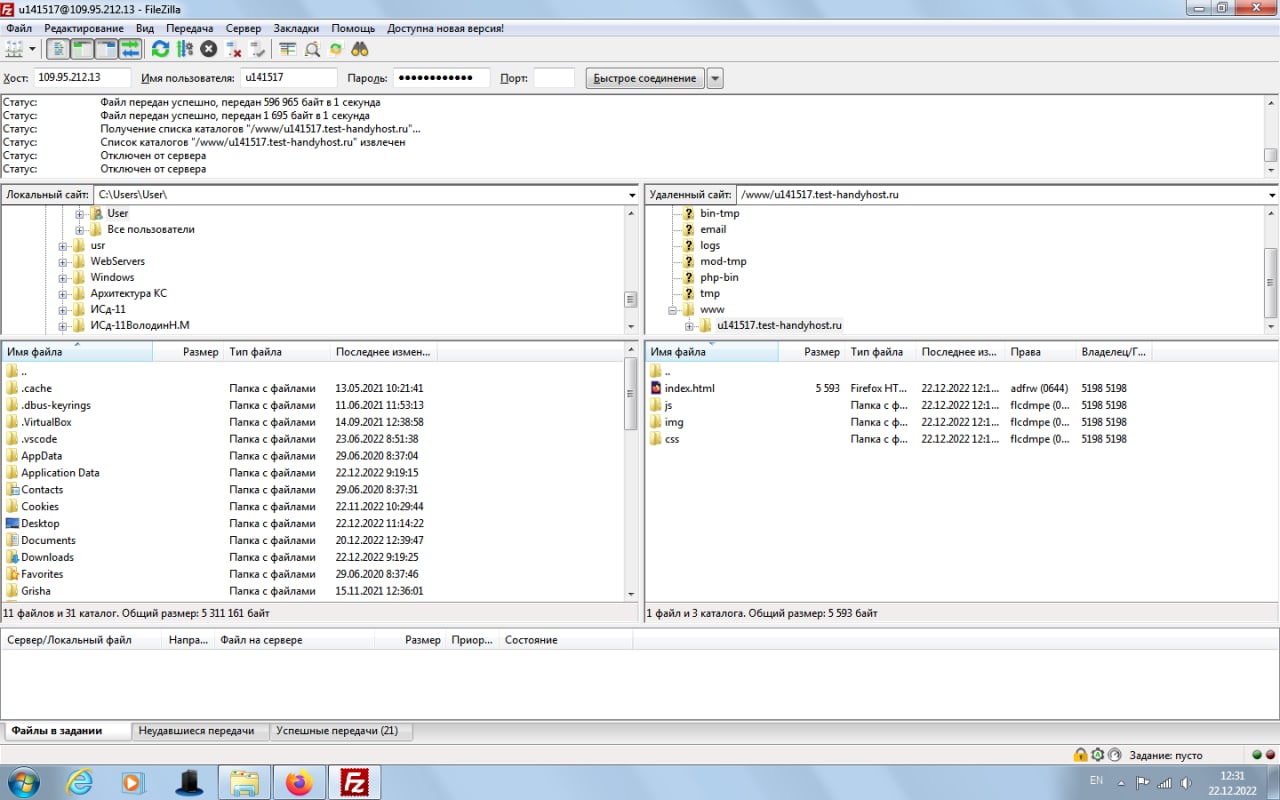 u141517@109.95.212.13 - FileZilla
Файл Редактирование Вид Передача Сервер Закладки Помощь Доступна новая версия!
Хост: 109.95.212.13 Имя пользователя: u141517 Пароль: ●●●●●●●●●●●● Порт: Быстрое соединение
Статус: Файл передан успешно, передан 596 965 байт в 1 секунда
Статус: Файл передан успешно, передан 1 695 байт в 1 секунда
Статус: Получение списка каталогов "/www/u141517.test-handyhost.ru"...
Статус: Список каталогов "/www/u141517.test-handyhost.ru" извлечен
Статус: Отключен от сервера
Статус: Отключен от сервера
Локальный сайт: C:\Users\User\
User
Все пользователи
usr
WebServers
Windows
Архитектура КС
ИСд-11
ИСд-11ВолодинН.М
Удаленный сайт: /www/u141517.test-handyhost.ru
bin-tmp
email
logs
mod-tmp
php-bin
tmp
www
u141517.test-handyhost.ru
Имя файла Размер Тип файла Последнее измен...
..
.cache Папка с файлами 13.05.2021 10:21:41
.dbus-keyrings Папка с файлами 11.06.2021 11:53:13
.VirtualBox Папка с файлами 14.09.2021 12:38:58
.vscode Папка с файлами 23.06.2022 8:51:38
AppData Папка с файлами 29.06.2020 8:37:04
Application Data Папка с файлами 22.12.2022 9:19:15
Contacts Папка с файлами 29.06.2020 8:37:31
Cookies Папка с файлами 22.11.2022 10:29:44
Desktop Папка с файлами 22.12.2022 11:14:22
Documents Папка с файлами 20.12.2022 12:39:47
Downloads Папка с файлами 22.12.2022 9:19:25
Favorites Папка с файлами 29.06.2020 8:37:46
Grisha Папка с файлами 15.11.2021 12:36:01
11 файлов и 31 каталог. Общий размер: 5 311 161 байт
Имя файла Размер Тип файла Последнее из... Права Владелец/Г...
..
index.html 5 593 Firefox HT... 22.12.2022 12:1... adfrw (0644) 5198 5198
js Папка с ф... 22.12.2022 12:1... flcdmpe (0... 5198 5198
img Папка с ф... 22.12.2022 12:1... flcdmpe (0... 5198 5198
css Папка с ф... 22.12.2022 12:1... flcdmpe (0... 5198 5198
1 файл и 3 каталога. Общий размер: 5 593 байт
Сервер/Локальный файл Напра... Файл на сервере Размер Приор... Состояние
Файлы в задании Неудавшиеся передачи Успешные передачи (21)
Задание: пусто
EN 12:31
22.12.2022